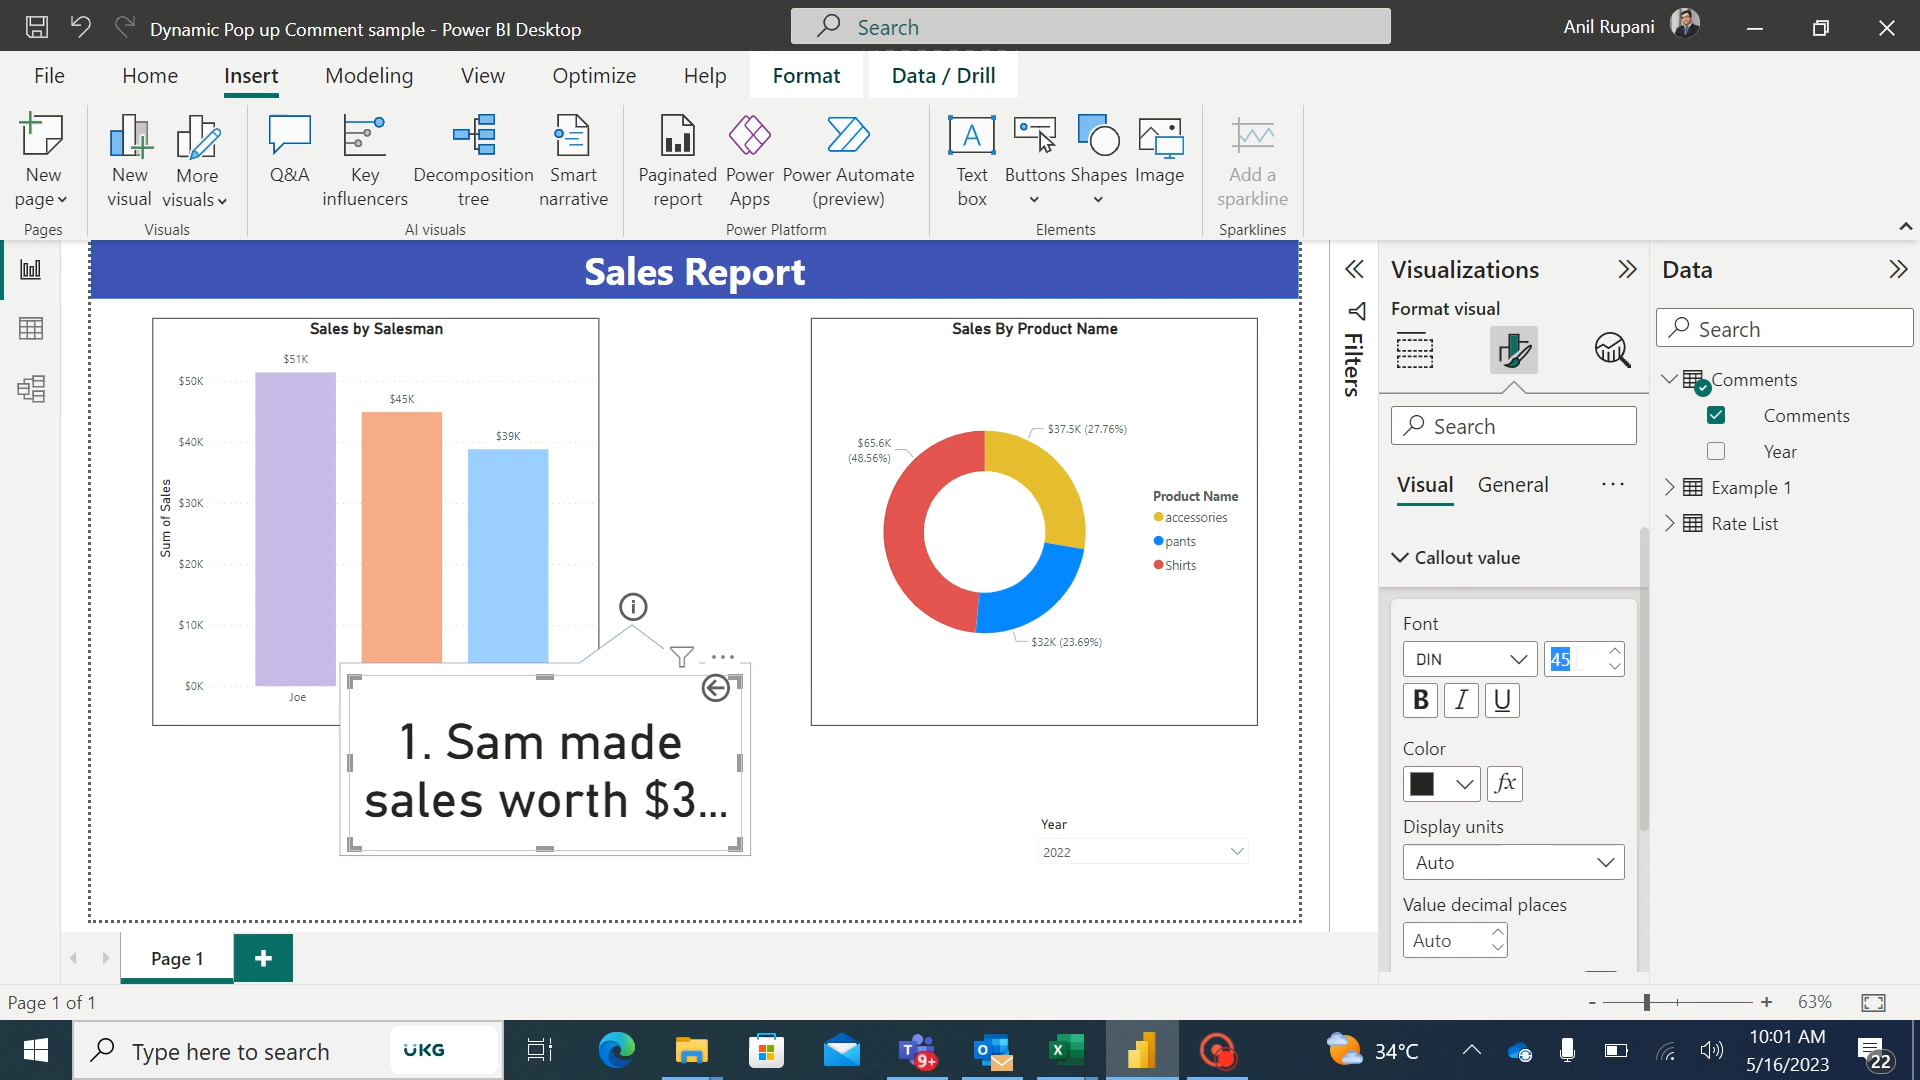 Dynamic Pop up Comment sample - Power BI Desktop
Search
Anil Rupani
File Home Insert Modeling View Optimize Help Format Data / Drill
New page
New visual
More visuals
Q&A
Key influencers
Decomposition tree
Smart narrative
Paginated report
Power Apps
Power Automate (preview)
Text box
Buttons
Shapes
Image
Add a sparkline
Pages Visuals AI visuals Power Platform Elements Sparklines
Sales Report
Sales by Salesman
$51K
$50K
$45K
$39K
$40K
$30K
$20K
$10K
$0K
Sum of Sales
Joe
1. Sam made
sales worth $3...
Sales By Product Name
$37.5K (27.76%)
$65.6K
(48.56%)
$32K (23.69%)
Product Name
accessories
pants
Shirts
Year
2022
Filters
Visualizations
Format visual
Search
Visual General ...
Callout value
Font
DIN 45
B I U
Color
fx
Display units
Auto
Value decimal places
Auto
Data
Search
Comments
Comments
Year
Example 1
Rate List
Page 1 +
Page 1 of 1
- + 63%
Type here to search
UKG
T
9+
O
X
34°C
10:01 AM
5/16/2023
22